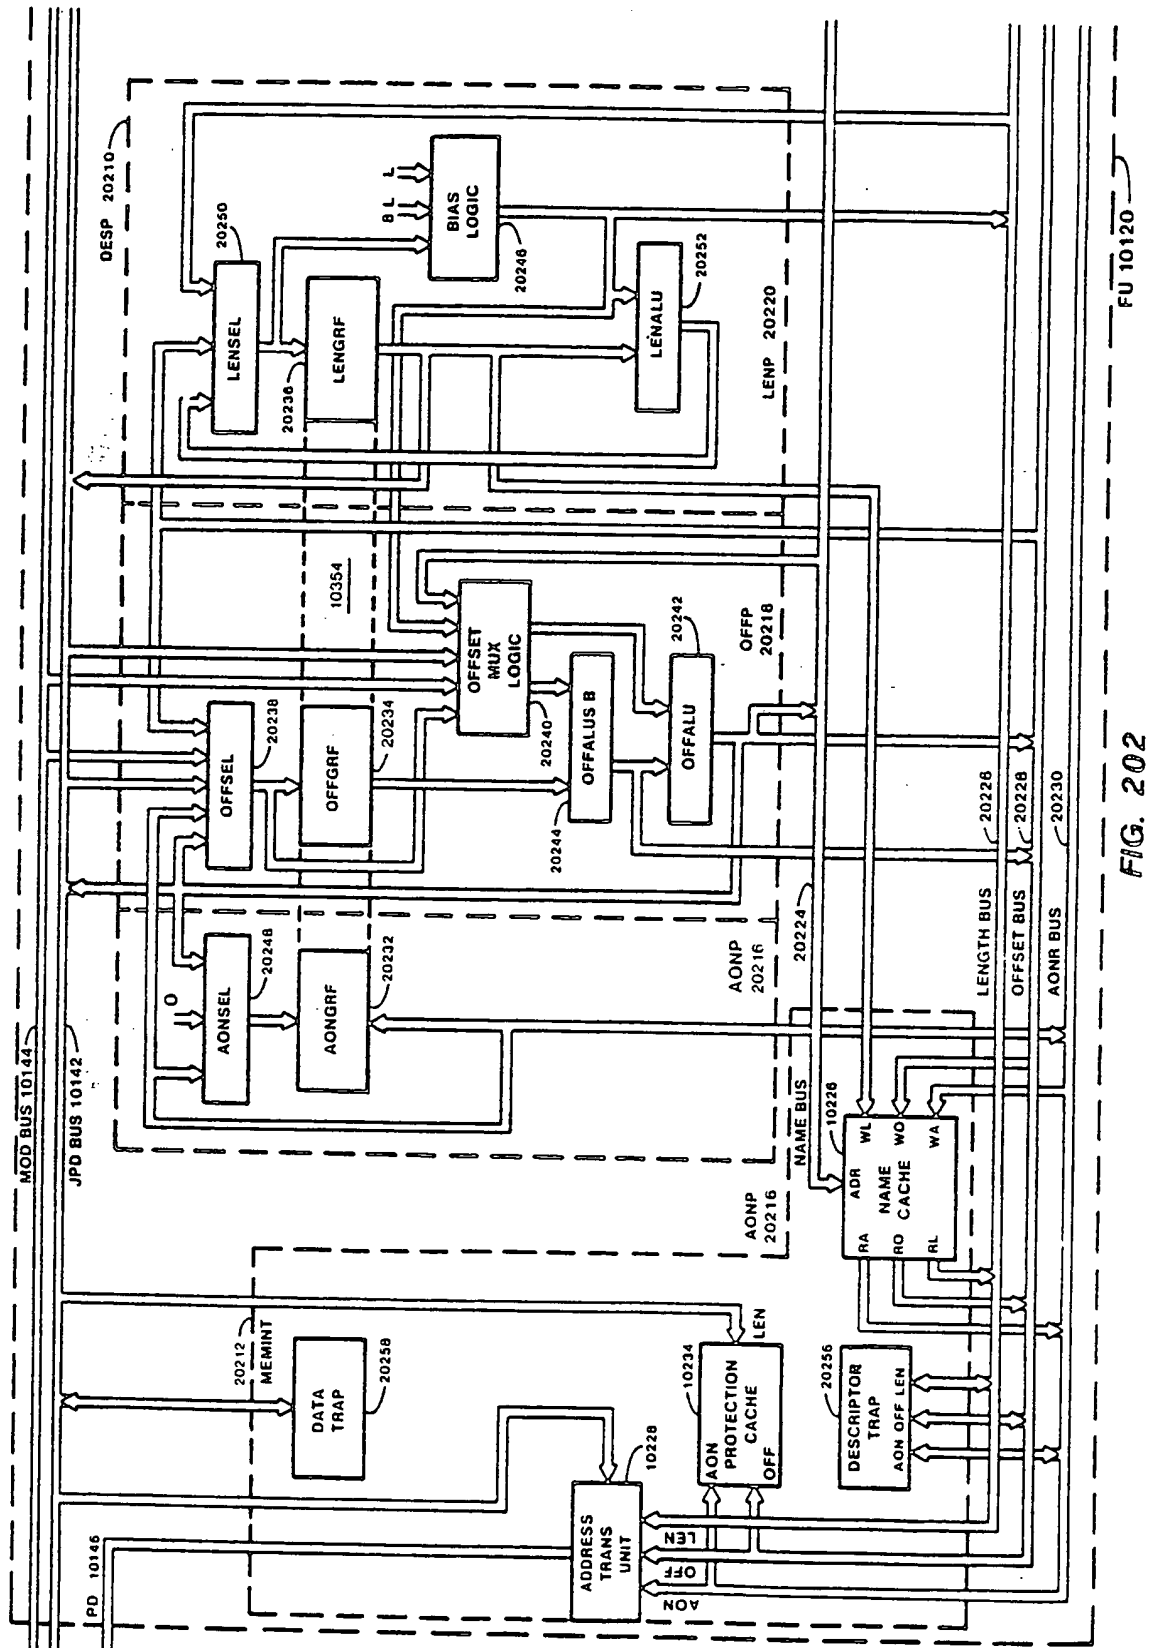 MOD BUS 10144
JPD BUS 10142
PD 10146
DESP 20210
AONSEL
20248
O
AONGRF
20232
AONP
20216
OFFSEL
20238
OFFGRF
20234
10354
OFFSET
MUX
LOGIC
20240
OFFALUS B
20244
OFFALU
20242
OFFP
20218
LENSEL
20250
LENGRF
20236
BIAS
LOGIC
20246
B L
L
LENALU
20252
LENP 20220
20212
MEMINT
DATA
TRAP
20258
ADDRESS
TRANS
UNIT
10228
AON
OFF
LEN
AON
PROTECTION
CACHE
OFF
LEN
10234
DESCRIPTOR
TRAP
AON OFF LEN
20256
AONP
20216
NAME BUS
20224
10226
ADR
NAME
CACHE
WL
WO
WA
RA
RO
RL
LENGTH BUS
20226
OFFSET BUS
20228
AONR BUS
20230
FU 10120
FIG. 202